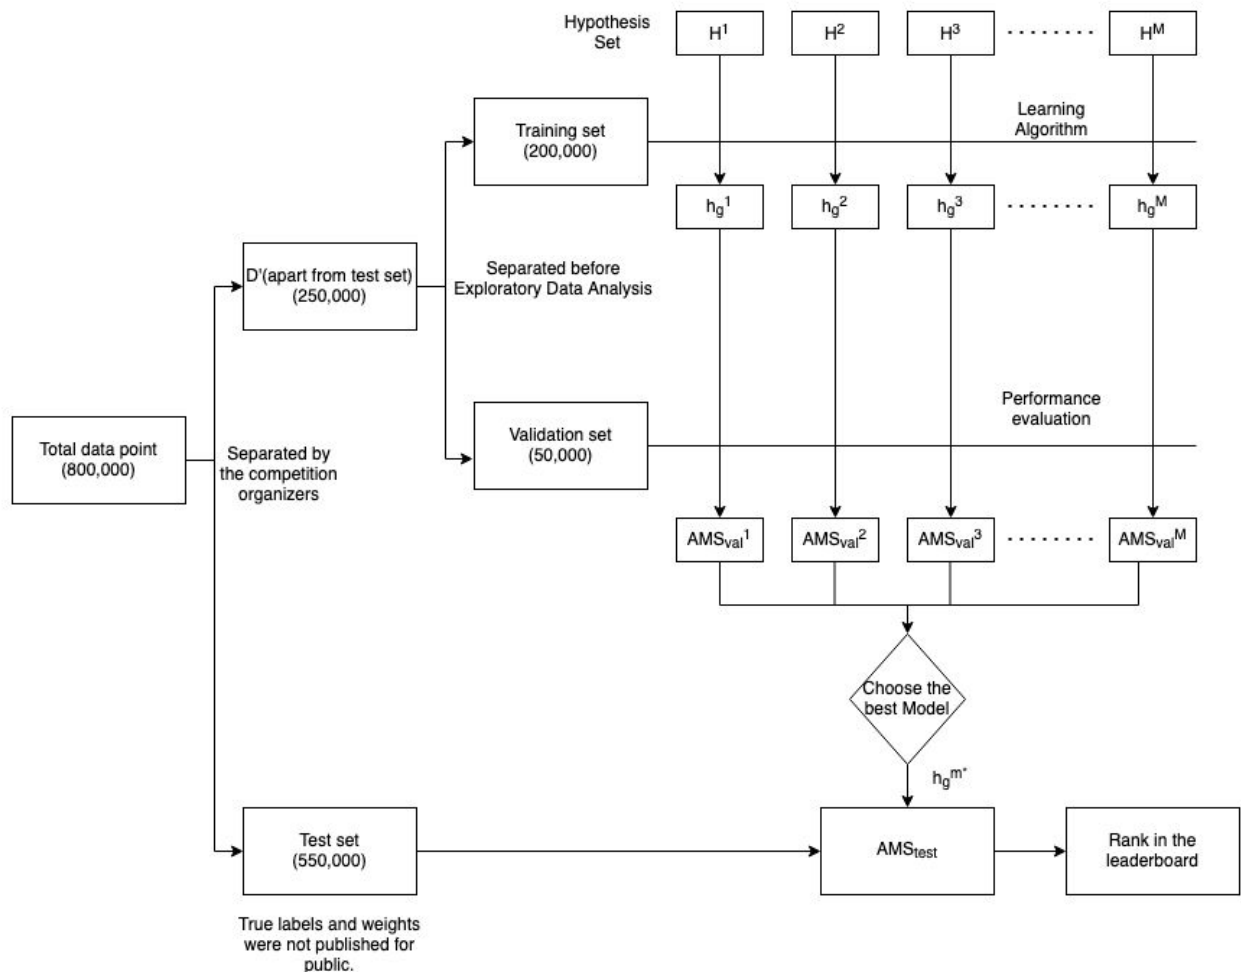 Hypothesis
Set
H¹
H²
H³
H^M
Training set
(200,000)
Learning
Algorithm
h_g¹
h_g²
h_g³
h_g^M
D'(apart from test set)
(250,000)
Separated before
Exploratory Data Analysis
Total data point
(800,000)
Separated by
the competition
organizers
Validation set
(50,000)
Performance
evaluation
AMS_val¹
AMS_val²
AMS_val³
AMS_val^M
Choose the
best Model
h_g^m*
Test set
(550,000)
AMS_test
Rank in the
leaderboard
True labels and weights
were not published for
public.